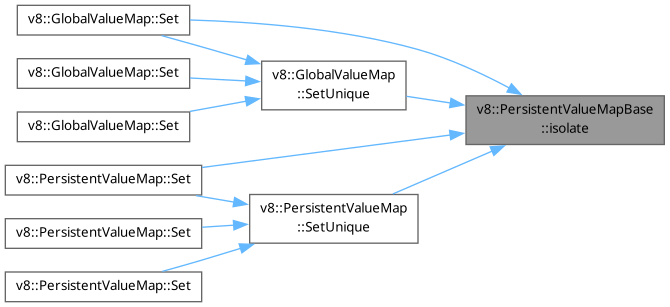 v8::GlobalValueMap::Set
v8::GlobalValueMap::Set
v8::GlobalValueMap::Set
v8::GlobalValueMap
::SetUnique
v8::PersistentValueMapBase
::isolate
v8::PersistentValueMap::Set
v8::PersistentValueMap::Set
v8::PersistentValueMap::Set
v8::PersistentValueMap
::SetUnique